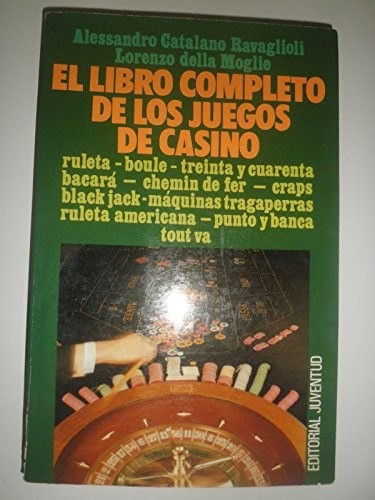 Alessandro Catalano Ravaglioli
Lorenzo della Moglie
EL LIBRO COMPLETO
DE LOS JUEGOS
DE CASINO
ruleta - boule - treinta y cuarenta
bacará - chemin de fer - craps
black jack-máquinas tragaperras
ruleta americana - punto y banca
tout va
EDITORIAL JUVENTUD